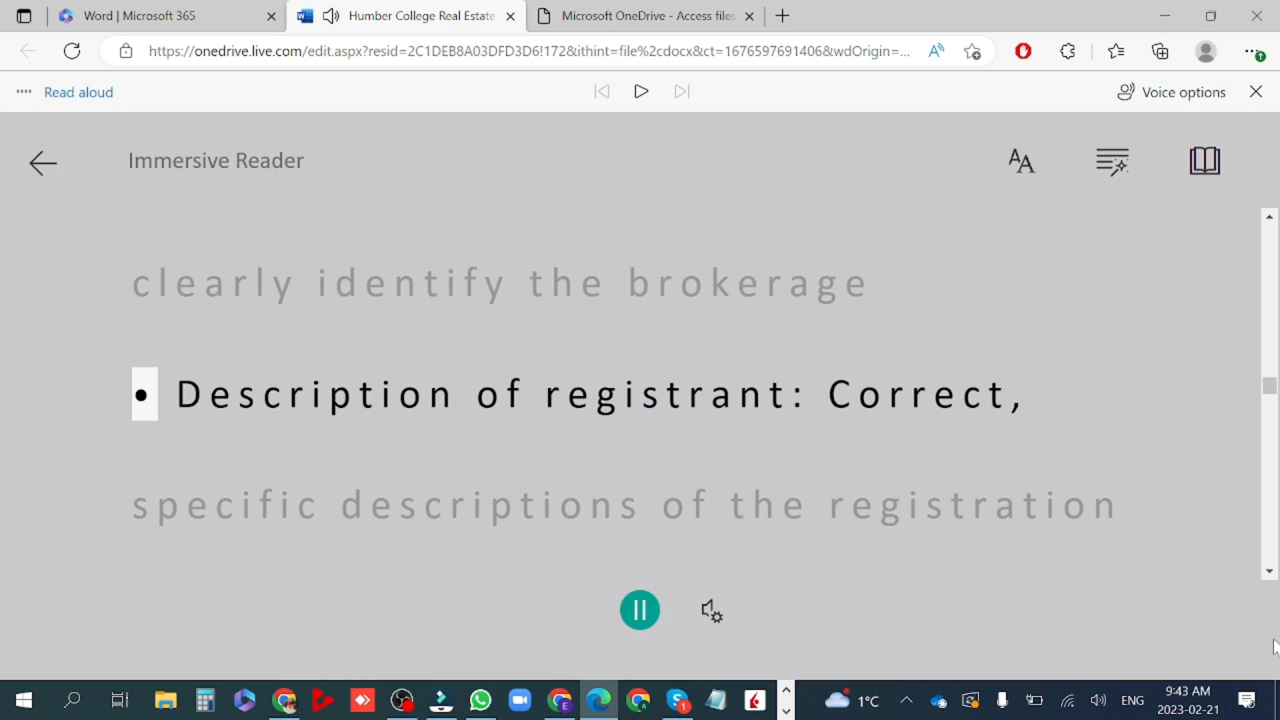 Word | Microsoft 365
Humber College Real Estate
Microsoft OneDrive - Access files
https://onedrive.live.com/edit.aspx?resid=2C1DEB8A03DFD3D6!172&ithint=file%2cdocx&ct=1676597691406&wdOrigin=...
Read aloud
Voice options
Immersive Reader
clearly identify the brokerage
• Description of registrant: Correct,
specific descriptions of the registration
1°C
ENG
9:43 AM
2023-02-21